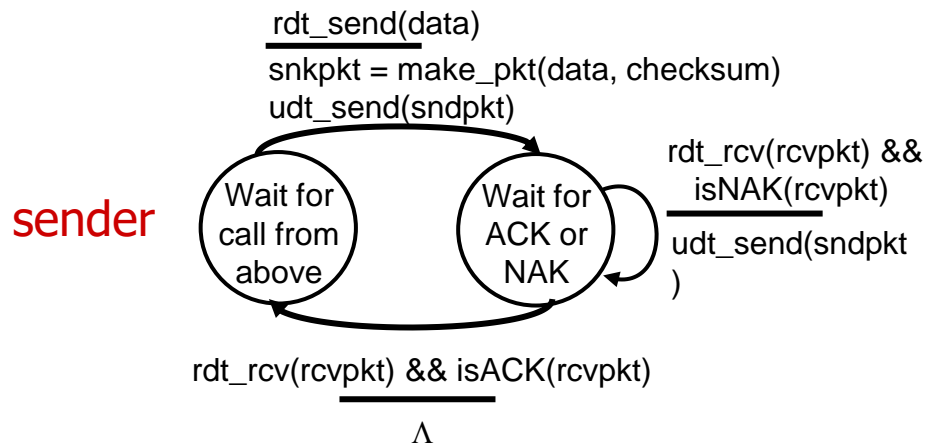 rdt_send(data)
snkpkt = make_pkt(data, checksum)
udt_send(sndpkt)
sender
Wait for
call from
above
Wait for
ACK or
NAK
rdt_rcv(rcvpkt) &&
isNAK(rcvpkt)
udt_send(sndpkt
)
rdt_rcv(rcvpkt) && isACK(rcvpkt)
Λ